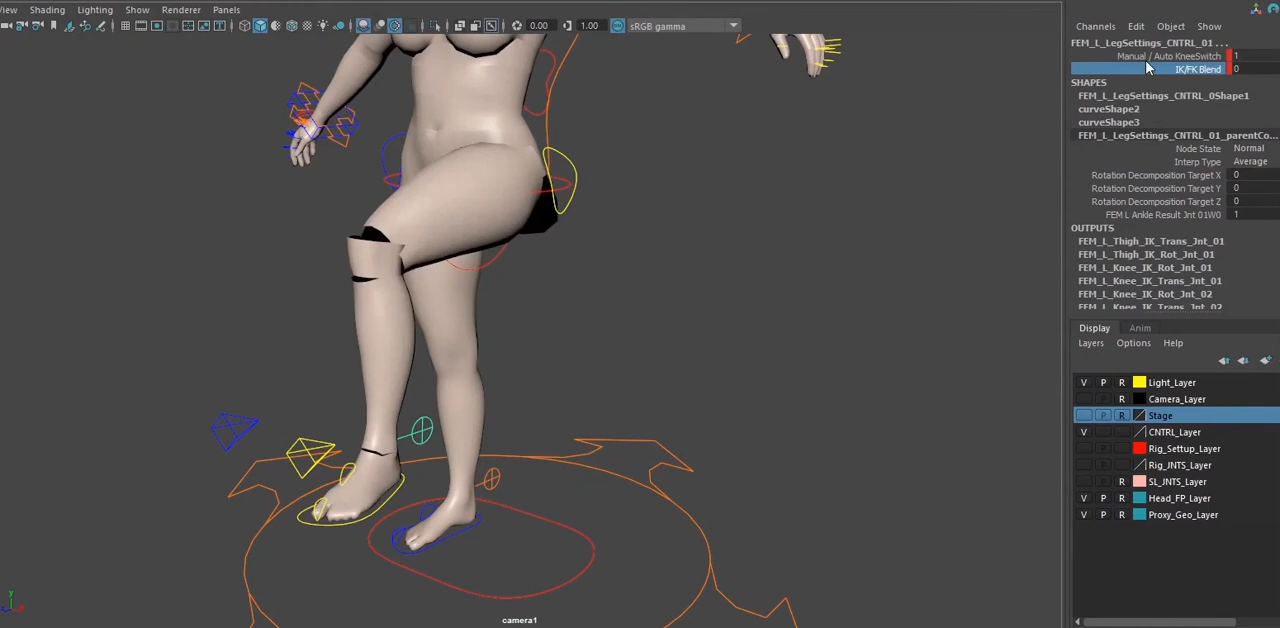 View Shading Lighting Show Renderer Panels
0.00 1.00 sRGB gamma
Channels Edit Object Show
FEM_L_LegSettings_CNTRL_01 ...
Manual / Auto KneeSwitch 1
IK/FK Blend 0
SHAPES
FEM_L_LegSettings_CNTRL_0Shape1
curveShape2
curveShape3
FEM_L_LegSettings_CNTRL_01_parentCo...
Node State Normal
Interp Type Average
Rotation Decomposition Target X 0
Rotation Decomposition Target Y 0
Rotation Decomposition Target Z 0
FEM L Ankle Result Jnt 01W0 1
OUTPUTS
FEM_L_Thigh_IK_Trans_Jnt_01
FEM_L_Thigh_IK_Rot_Jnt_01
FEM_L_Knee_IK_Rot_Jnt_01
FEM_L_Knee_IK_Trans_Jnt_01
FEM_L_Knee_IK_Rot_Jnt_02
FEM_L_Knee_IK_Trans_Jnt_02
Display Anim
Layers Options Help
V P R Light_Layer
R Camera_Layer
P R Stage
V CNTRL_Layer
Rig_Settup_Layer
Rig_JNTS_Layer
R SL_JNTS_Layer
V P R Head_FP_Layer
V P R Proxy_Geo_Layer
y
camera1